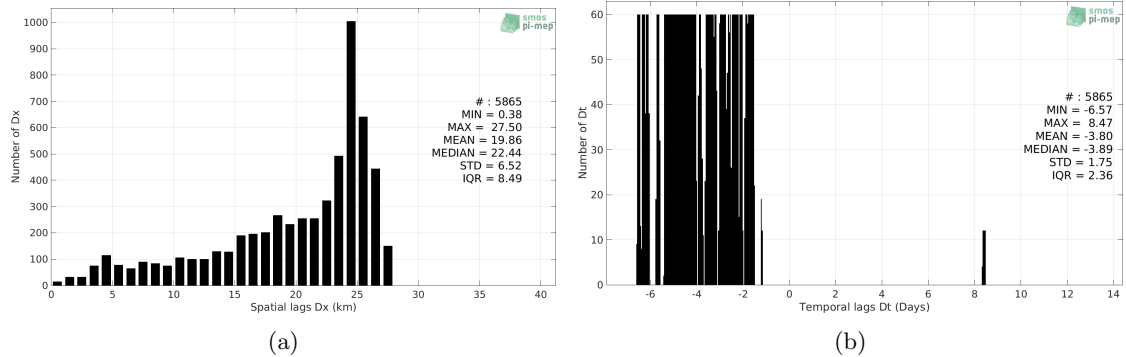 smos
pi-mep
1000
900
800
700
600
500
400
300
200
100
0
Number of Dx
# : 5865
MIN = 0.38
MAX = 27.50
MEAN = 19.86
MEDIAN = 22.44
STD = 6.52
IQR = 8.49
0 5 10 15 20 25 30 35 40
Spatial lags Dx (km)
(a)
smos
pi-mep
60
50
40
30
20
10
0
Number of Dt
# : 5865
MIN = -6.57
MAX = 8.47
MEAN = -3.80
MEDIAN = -3.89
STD = 1.75
IQR = 2.36
-6 -4 -2 0 2 4 6 8 10 12 14
Temporal lags Dt (Days)
(b)